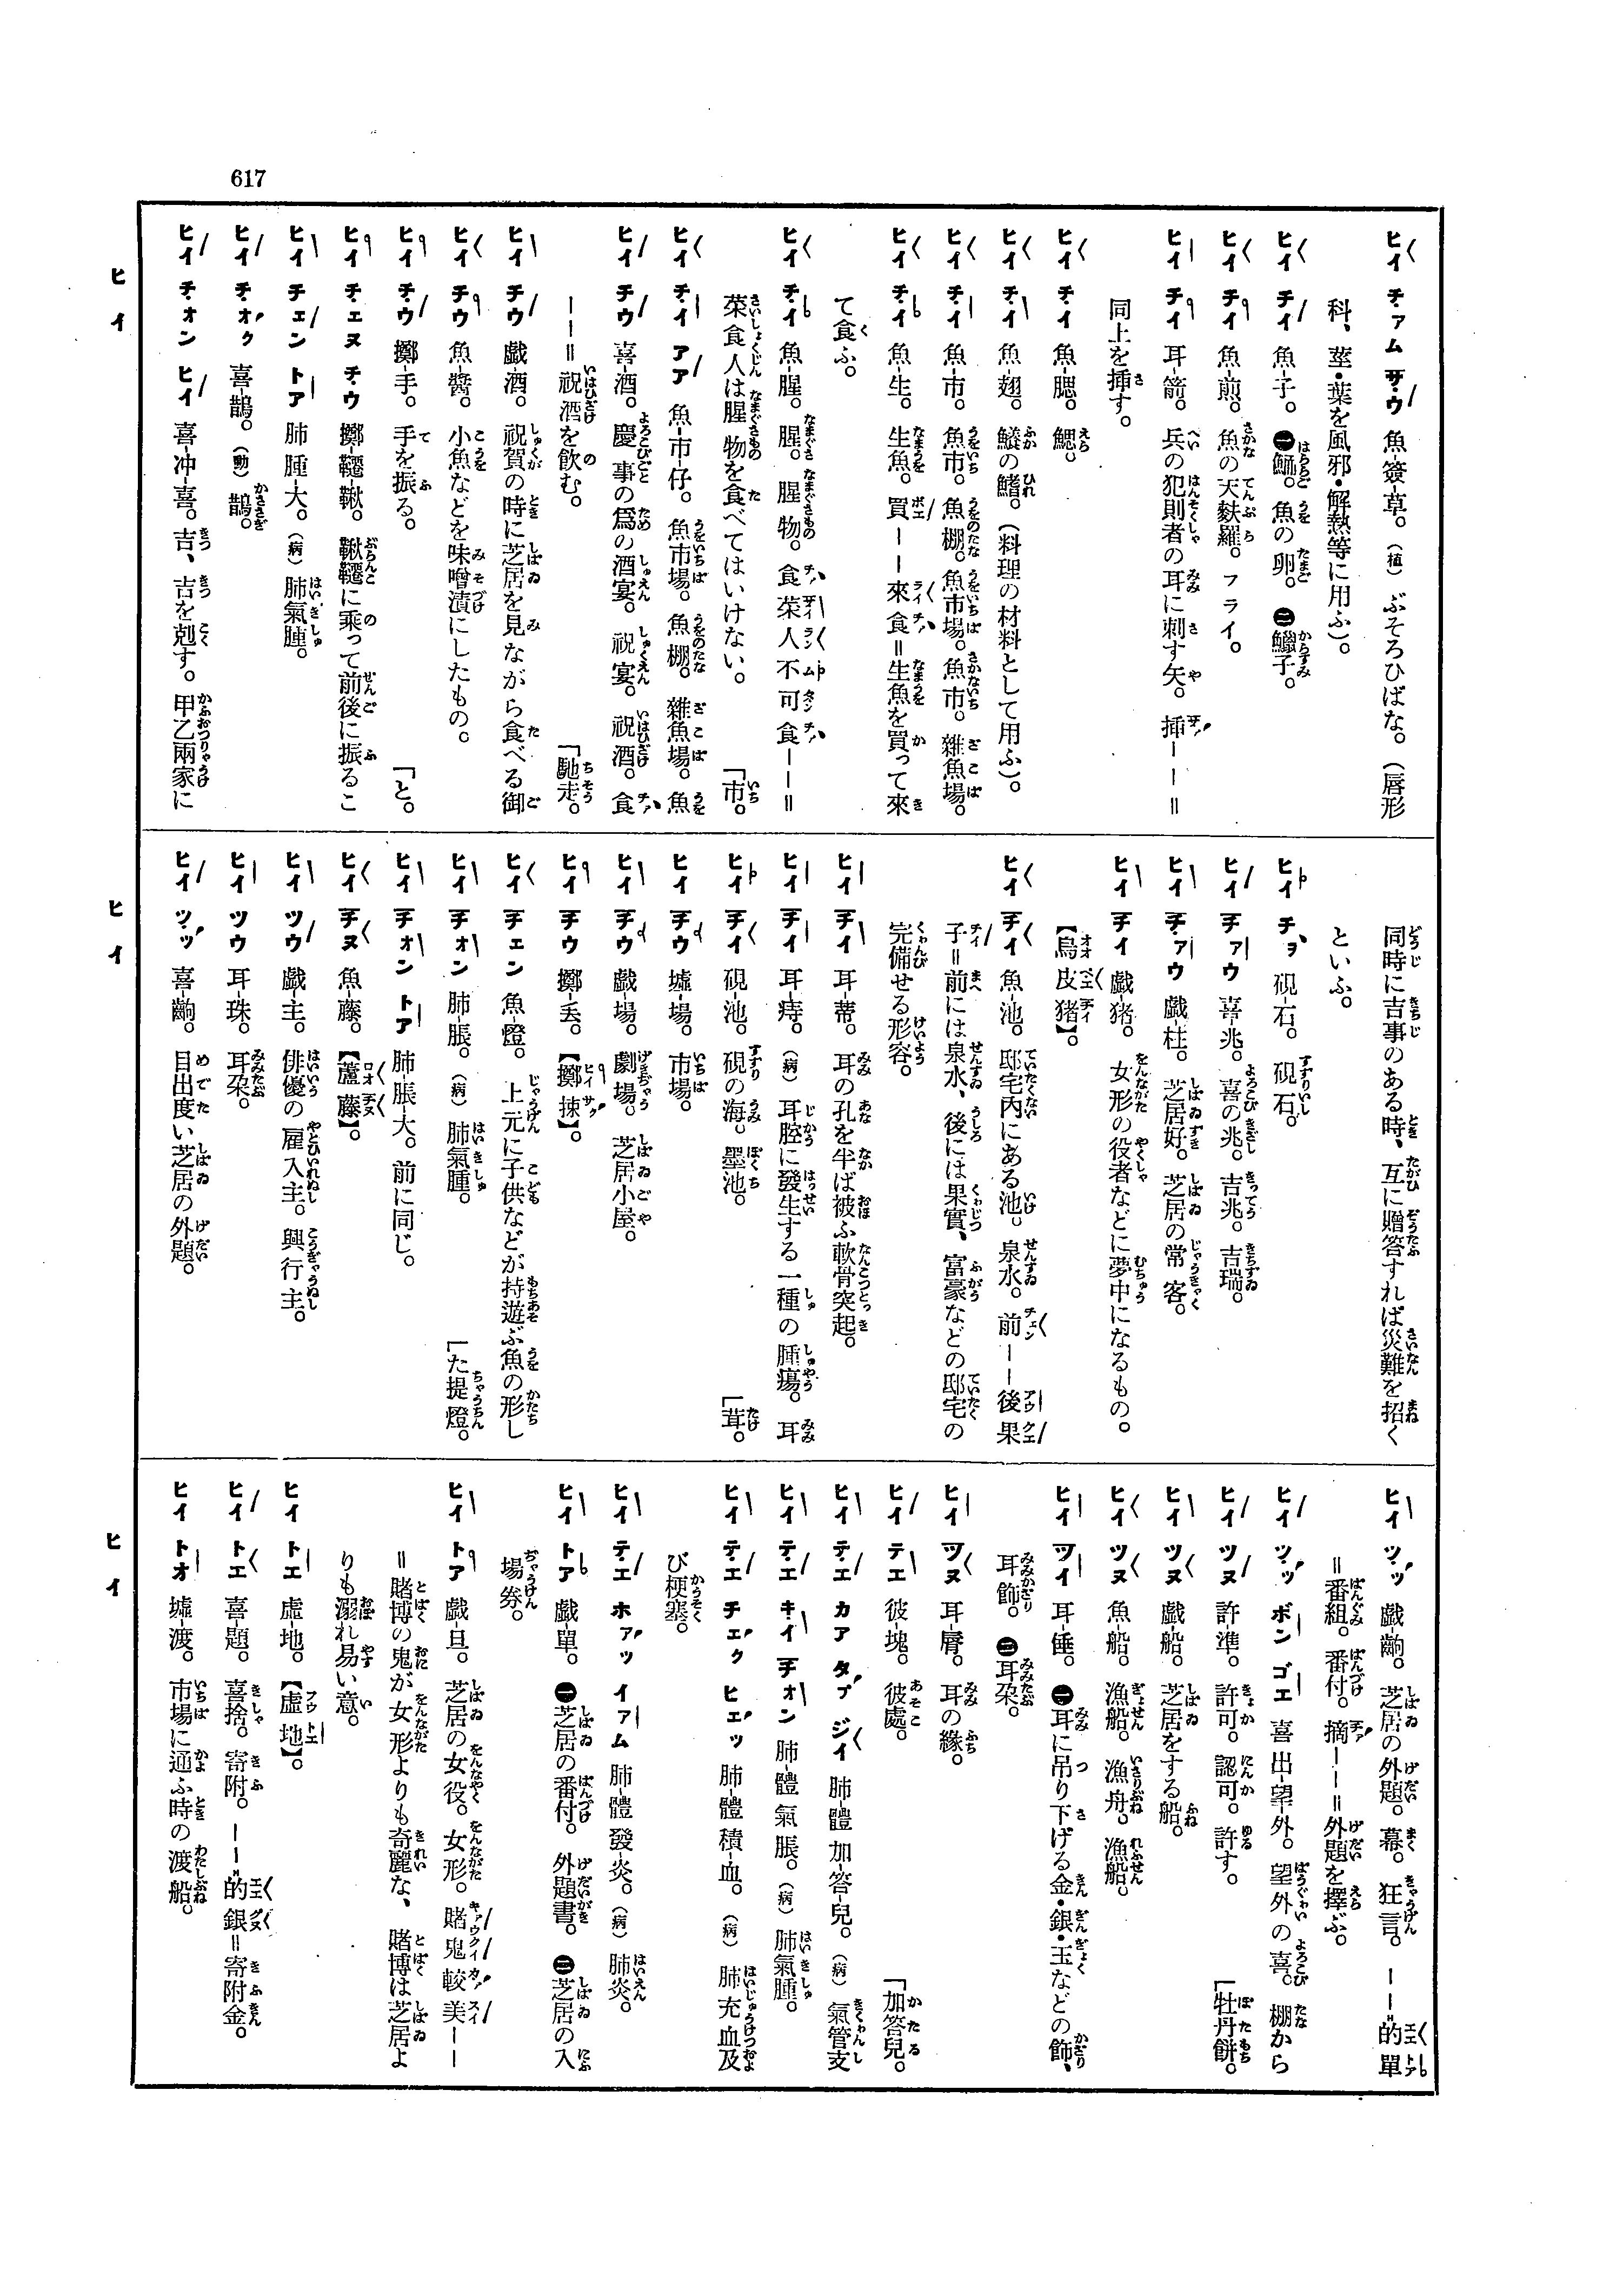 617
ヒイ チァム サウ 魚-簽-草。(植)ぶそろひばな。(唇形
科、莖・葉を風邪・解熱等に用ふ)。
ヒイ チイ 魚-子。㊀鯑。魚の卵。㊁鱲子。
ヒイ チイ 魚-煎。魚の天麩羅。フライ。
ヒイ チイ 耳-箭。兵の犯則者の耳に刺す矢。挿――=
同上を挿す。
ヒイ チイ 魚-腮。鰓。
ヒイ チイ 魚-翅。鱶の鰭。(料理の材料として用ふ)。
ヒイ チイ 魚-市。魚市。魚棚。魚市場。魚市。雜魚場。
ヒイ チイ 魚-生。生魚。買――來食=生魚を買って來
て食ふ。
ヒイ チイ 魚-腥。腥。腥物。食菜人不可食――=
菜食人は腥物を食べてはいけない。
ヒイ チイ アア 魚-市-仔。魚市場。魚棚。雜魚場。魚「市。
ヒイ チウ 喜-酒。慶事の爲の酒宴。祝宴。祝酒。食
――=祝酒を飮む。
ヒイ チウ 戲-酒。祝賀の時に芝居を見ながら食べる御「馳走。
ヒイ チウ 魚-醬。小魚などを味噌漬にしたもの。
ヒイ チウ 擲-手。手を振る。
ヒイ チェヌ チウ 擲-韆-鞦。鞦韆に乘って前後に振るこ「と。
ヒイ チェン トア 肺-腫-大。(病)肺氣腫。
ヒイ チオク 喜-鵲。(動)鵲。
ヒイ チォン ヒイ 喜-冲-喜。吉、吉を剋す。甲乙兩家に
同時に吉事のある時、互に贈答すれば災難を招く
といふ。
ヒイ チヨ 硯-石。硯石。
ヒイ チァウ 喜-兆。喜の兆。吉兆。吉瑞。
ヒイ チァウ 戲-柱。芝居好。芝居の常客。
ヒイ チイ 戲-猪。女形の役者などに夢中になるもの。
【烏皮猪】。
ヒイ チイ 魚-池。邸宅內にある池。泉水。前――後果
子=前には泉水、後には果實、富豪などの邸宅の
完備せる形容。
ヒイ チイ 耳-蒂。耳の孔を半ば被ふ軟骨突起。
ヒイ チイ 耳-痔。(病)耳腔に發生する一種の腫瘍。耳「茸。
ヒイ チイ 硯-池。硯の海。墨池。
ヒイ チウ 墟-場。市場。
ヒイ チウ 戲-場。劇場。芝居小屋。
ヒイ チウ 擲-丢。【擲捒】。
ヒイ チェン 魚-燈。上元に子供などが持遊ぶ魚の形し「た提燈。
ヒイ チォン 肺-脹。(病)肺氣腫。
ヒイ チォン トア 肺-脹-大。前に同じ。
ヒイ チヌ 魚-藤。【蘆藤】。
ヒイ ツウ 戲-主。俳優の雇入主。興行主。
ヒイ ツウ 耳-珠。耳朶。
ヒイ ツッ 喜-齣。目出度い芝居の外題。
ヒイ ツッ 戲-齣。芝居の外題。幕。狂言。――的單
=番組。番付。摘――=外題を擇ぶ。
ヒイ ツッ ボン ゴエ 喜-出-望-外。望外の喜。棚から「牡丹餅。
ヒイ ツヌ 許-準。許可。認可。許す。
ヒイ ツヌ 戲-船。芝居をする船。
ヒイ ツヌ 魚-船。漁船。漁舟。漁船。
ヒイ ツイ 耳-錘。㊀耳に吊り下げる金・銀・玉などの飾、
耳飾。㊁耳朶。
ヒイ ツヌ 耳-脣。耳の緣。
ヒイ テエ 彼-塊。彼處。
ヒイ テエ カア タプ ジイ 肺-體-加-答-兒。(病)氣管支「加答兒。
ヒイ テエ キイ チォン 肺-體-氣-脹。(病)肺氣腫。
ヒイ テエ チェク ヒェッ 肺-體-積-血。(病)肺充血及
び梗塞。
ヒイ テエ ホァッ イァム 肺-體-發-炎。(病)肺炎。
ヒイ トア 戲-單。㊀芝居の番付。外題書。㊁芝居の入
場券。
ヒイ トア 戲-旦。芝居の女役。女形。賭鬼較美――
=賭博の鬼が女形よりも奇麗な、賭博は芝居よ
りも溺れ易い意。
ヒイ トエ 虛-地。【虛地】。
ヒイ トエ 喜-題。喜捨。寄附。――的銀=寄附金。
ヒイ トオ 墟-渡。市場に通ふ時の渡船。
ヒイ
ヒイ
ヒイ